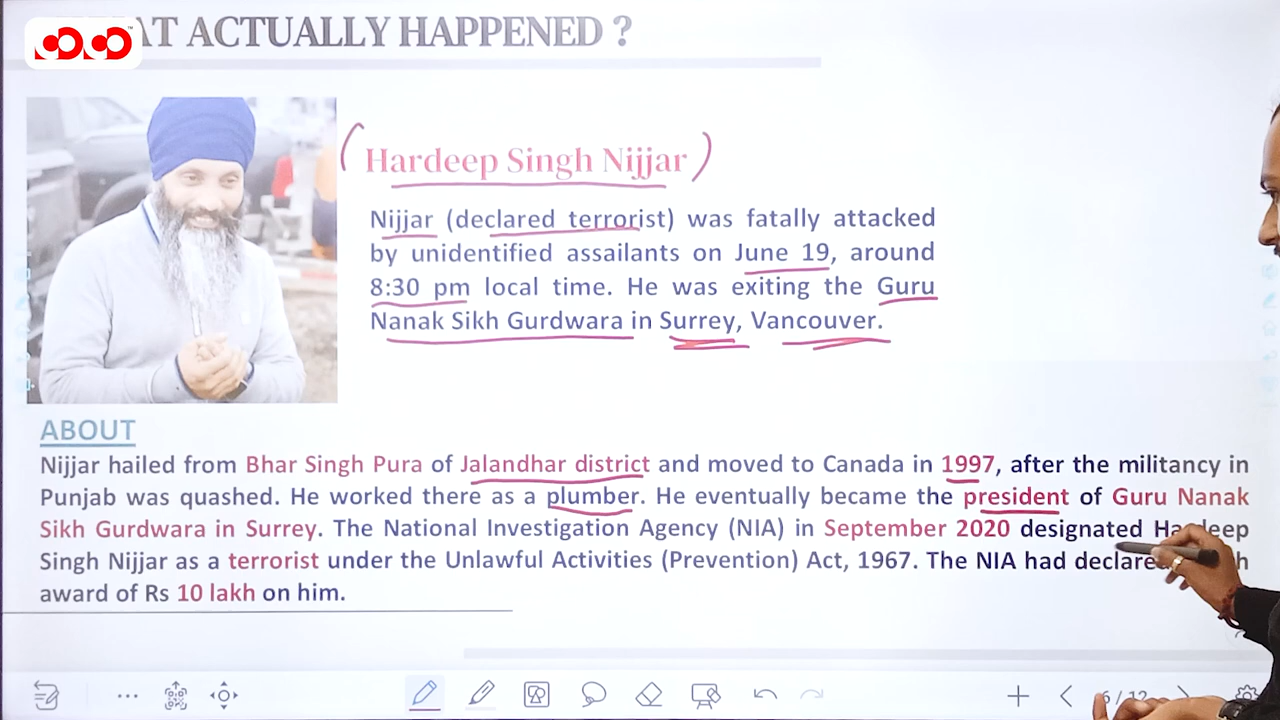 AT ACTUALLY HAPPENED ?
Hardeep Singh Nijjar
Nijjar (declared terrorist) was fatally attacked
by unidentified assailants on June 19, around
8:30 pm local time. He was exiting the Guru
Nanak Sikh Gurdwara in Surrey, Vancouver.
ABOUT
Nijjar hailed from Bhar Singh Pura of Jalandhar district and moved to Canada in 1997, after the militancy in
Punjab was quashed. He worked there as a plumber. He eventually became the president of Guru Nanak
Sikh Gurdwara in Surrey. The National Investigation Agency (NIA) in September 2020 designated
Singh Nijjar as a terrorist under the Unlawful Activities (Prevention) Act, 1967. The NIA had
award of Rs 10 lakh on him.
6 / 12